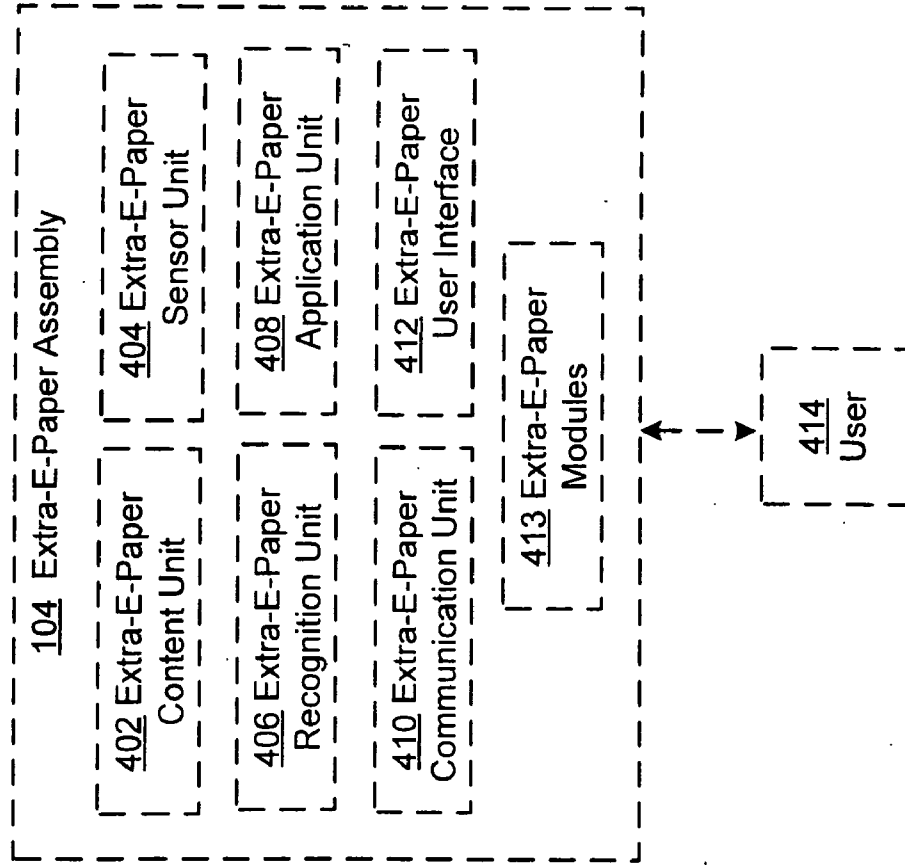 104 Extra-E-Paper Assembly
402 Extra-E-Paper
Content Unit
404 Extra-E-Paper
Sensor Unit
406 Extra-E-Paper
Recognition Unit
408 Extra-E-Paper
Application Unit
410 Extra-E-Paper
Communication Unit
412 Extra-E-Paper
User Interface
413 Extra-E-Paper
Modules
414
User